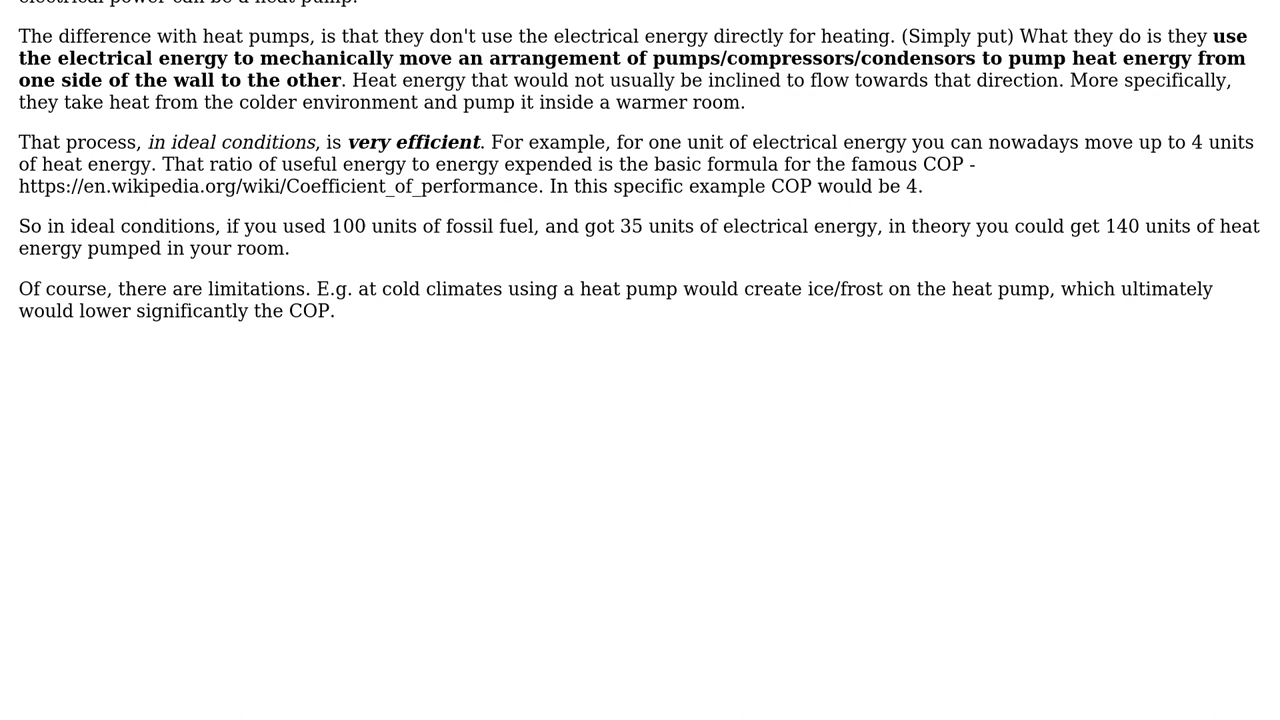 electrical power can be a heat pump.
The difference with heat pumps, is that they don't use the electrical energy directly for heating. (Simply put) What they do is they use
the electrical energy to mechanically move an arrangement of pumps/compressors/condensors to pump heat energy from
one side of the wall to the other. Heat energy that would not usually be inclined to flow towards that direction. More specifically,
they take heat from the colder environment and pump it inside a warmer room.
That process, in ideal conditions, is very efficient. For example, for one unit of electrical energy you can nowadays move up to 4 units
of heat energy. That ratio of useful energy to energy expended is the basic formula for the famous COP -
https://en.wikipedia.org/wiki/Coefficient_of_performance. In this specific example COP would be 4.
So in ideal conditions, if you used 100 units of fossil fuel, and got 35 units of electrical energy, in theory you could get 140 units of heat
energy pumped in your room.
Of course, there are limitations. E.g. at cold climates using a heat pump would create ice/frost on the heat pump, which ultimately
would lower significantly the COP.